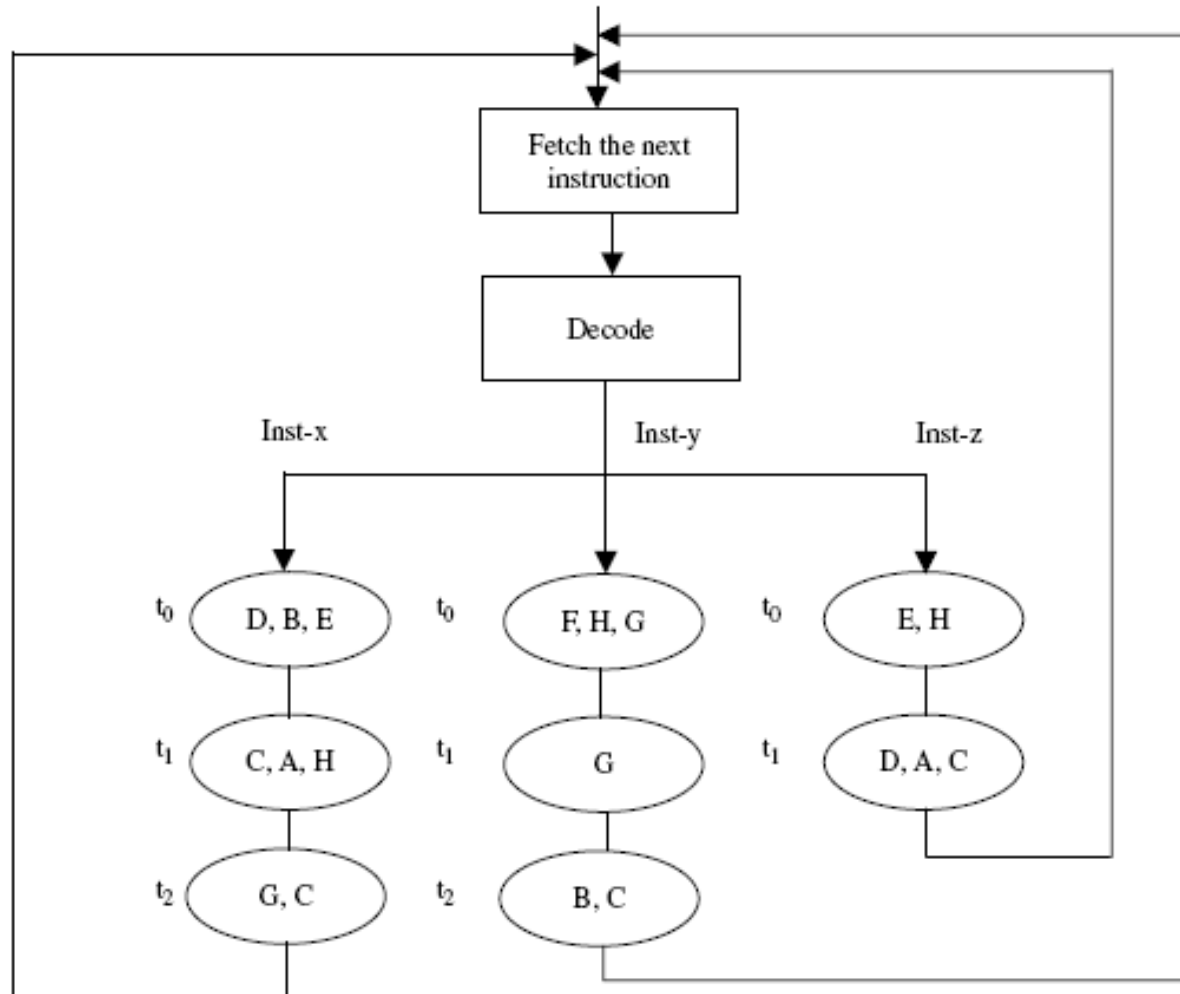 Fetch the next
instruction
Decode
Inst-x
Inst-y
Inst-z
t0
D, B, E
t0
F, H, G
t0
E, H
t1
C, A, H
t1
G
t1
D, A, C
t2
G, C
t2
B, C